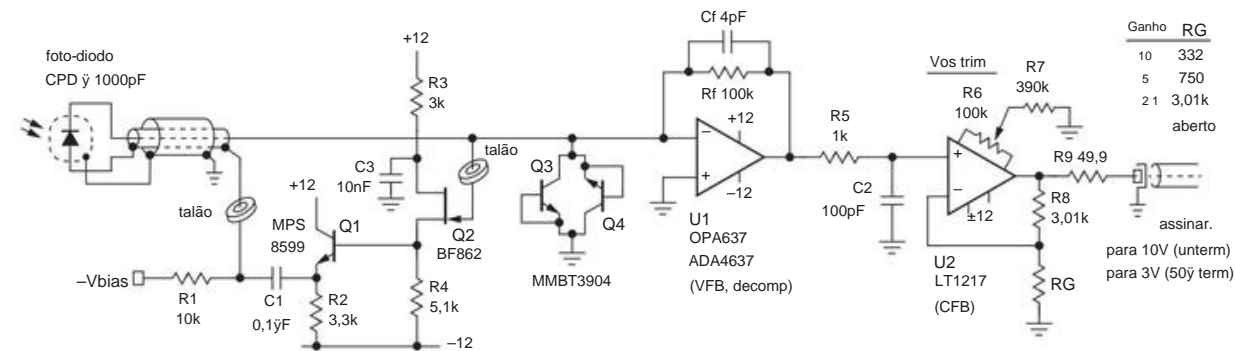 foto-diodo
CPD ÿ 1000pF
talão
–Vbias
R1
10k
C1
0,1ÿF
+12
MPS
8599
Q1
R2
3,3k
+12
R3
3k
C3
10nF
talão
Q2
BF862
R4
5,1k
–12
Q3
Q4
MMBT3904
Cf 4pF
Rf 100k
+12
–
+
–12
U1
OPA637
ADA4637
(VFB, decomp)
R5
1k
C2
100pF
Vos trim
R6
100k
R7
390k
+
–
±12
U2
LT1217
(CFB)
R9 49,9
R8
3,01k
RG
Ganho RG
10 332
5 750
2 1 3,01k
aberto
assinar.
para 10V (unterm)
para 3V (50ÿ term)